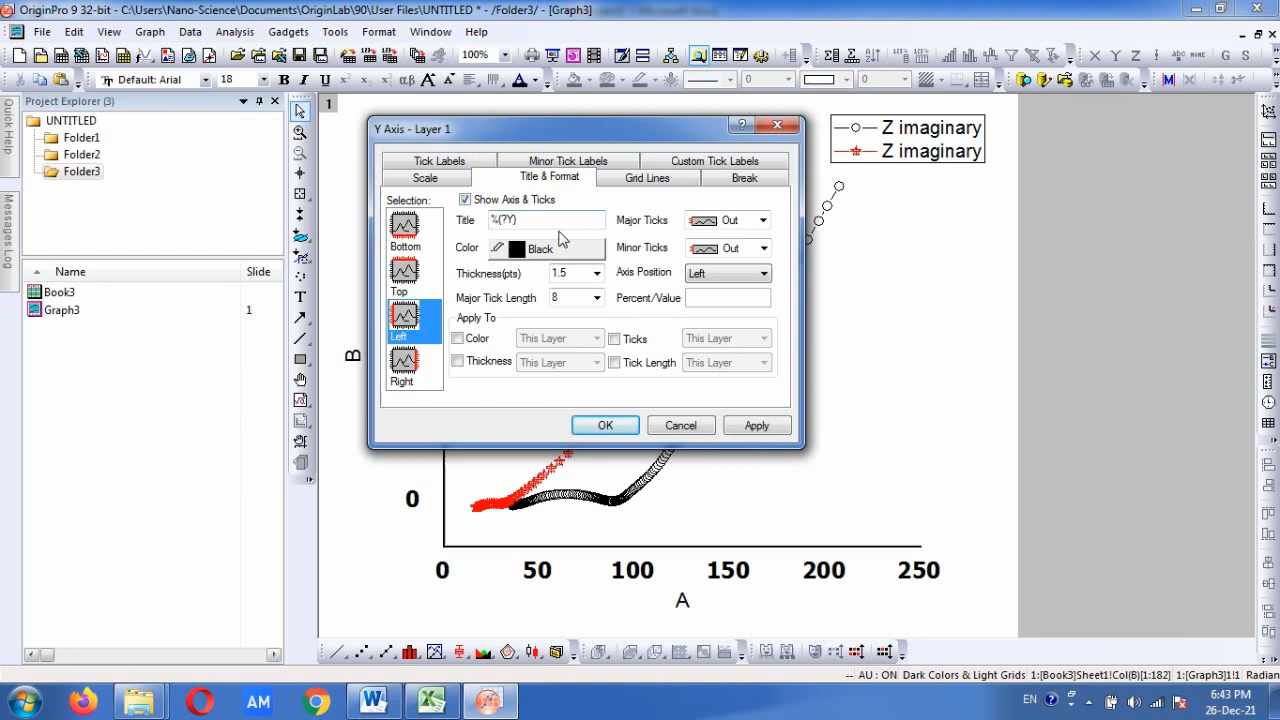 OriginPro 9 32-bit - C:\Users\Nano-Science\Documents\OriginLab\90\User Files\UNTITLED * - /Folder3/ - [Graph3]
File Edit View Graph Data Analysis Gadgets Tools Format Window Help
100%
Default: Arial 18 B I U αβ A A A 0 0
X Y Z G S
Project Explorer (3)
Quick Help
Messages Log
UNTITLED
Folder1
Folder2
Folder3
Name Slide
Book3
Graph3 1
1
Z imaginary
Z imaginary
Y Axis - Layer 1
Tick Labels Minor Tick Labels Custom Tick Labels
Scale Title & Format Grid Lines Break
Selection:
Bottom
Top
Left
Right
Show Axis & Ticks
Title %(?Y) Major Ticks Out
Color Black Minor Ticks Out
Thickness(pts) 1.5 Axis Position Left
Major Tick Length 8 Percent/Value
Apply To
Color This Layer Ticks This Layer
Thickness This Layer Tick Length This Layer
OK Cancel Apply
B
0
0 50 100 150 200 250
A
-- AU : ON Dark Colors & Light Grids 1:[Book3]Sheet1!Col(B)[1:182] 1:[Graph3]1!1 Radian
AM
EN
6:43 PM
26-Dec-21